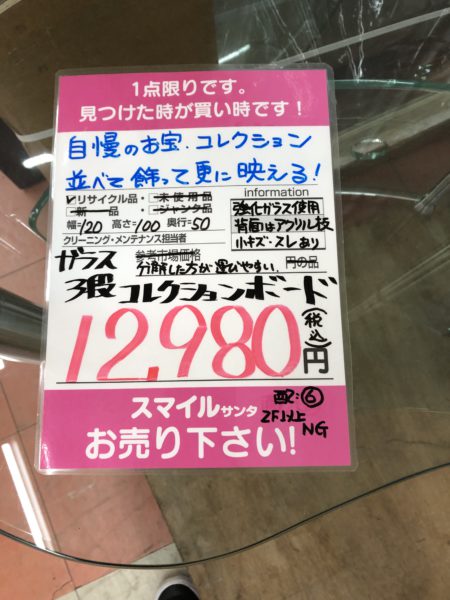 1点限りです。
見つけた時が買い時です!
自慢のお宝.コレクション
並べて飾って更に映える!
リサイクル品・未使用品
新品・ジャンク品
幅=120 高さ=100 奥行=50
クリーニング・メンテナンス担当者
information
強化ガラス使用
背面はアクリル板
小キズ・スレあり
参考市場価格 円の品
分解した方が運びやすい.
ガラス
3段コレクションボード
12,980円(税込)
スマイルサンタ
お売り下さい!
配:⑥
2F以上NG